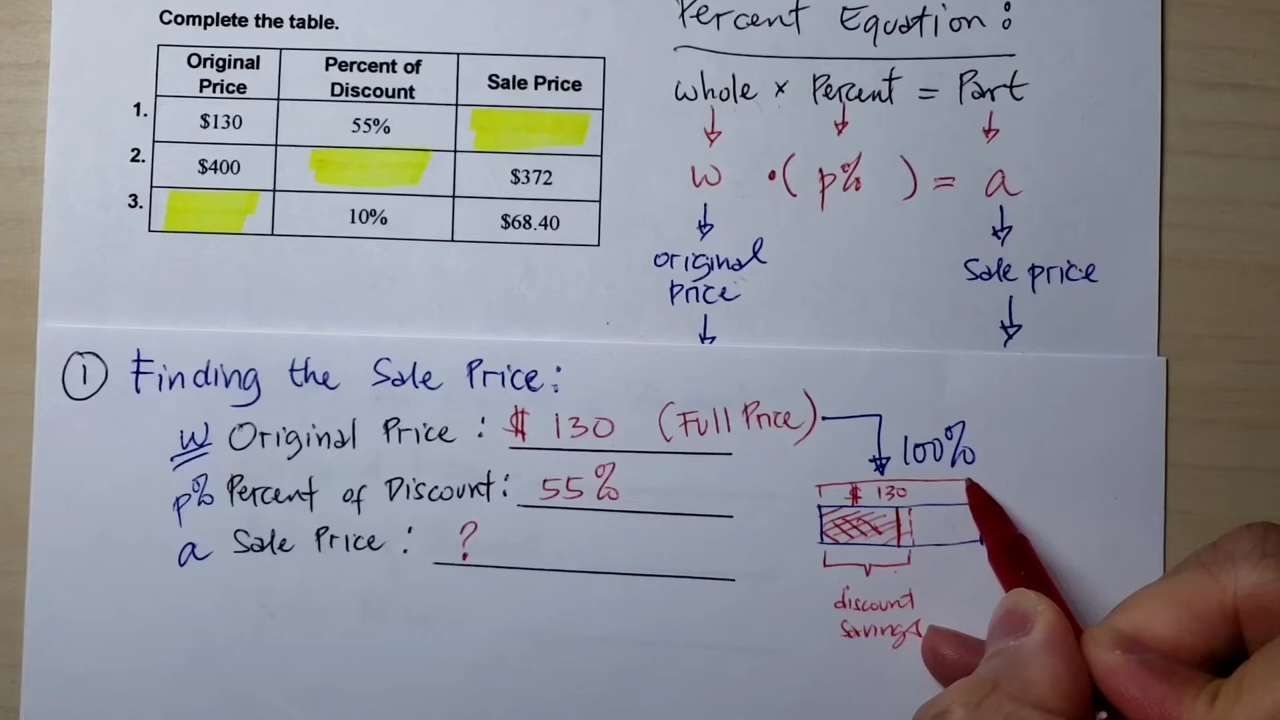 Complete the table.
Original Price Percent of Discount Sale Price
1. $130 55%
2. $400 $372
3. 10% $68.40
Percent Equation:
whole × Percent = Part
w •( p% ) = a
original price
Sale price
① Finding the Sale Price:
w Original Price : $ 130 (Full Price)
p% Percent of Discount: 55%
a Sale Price : ?
100%
$ 130
discount
savings